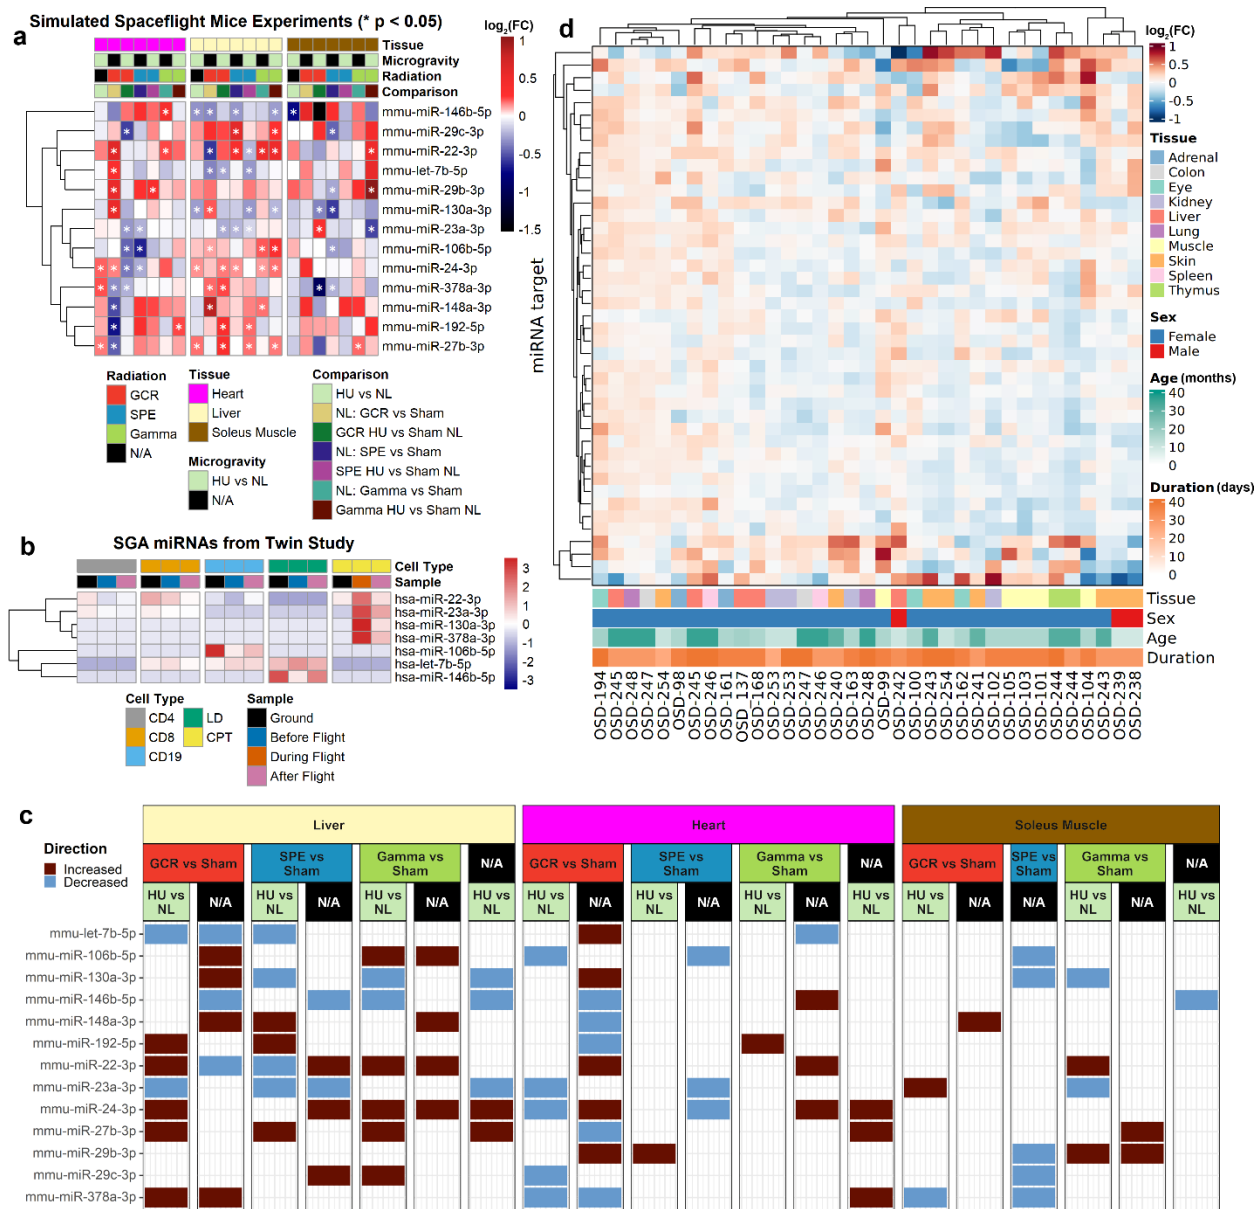 Simulated Spaceflight Mice Experiments (* p < 0.05)
a
log₂(FC)
Tissue
Microgravity
Radiation
Comparison
1
0.5
0
-0.5
-1
-1.5
mmu-miR-146b-5p
mmu-miR-29c-3p
mmu-miR-22-3p
mmu-let-7b-5p
mmu-miR-29b-3p
mmu-miR-130a-3p
mmu-miR-23a-3p
mmu-miR-106b-5p
mmu-miR-24-3p
mmu-miR-378a-3p
mmu-miR-148a-3p
mmu-miR-192-5p
mmu-miR-27b-3p
Radiation
GCR
SPE
Gamma
N/A
Tissue
Heart
Liver
Soleus Muscle
Microgravity
HU vs NL
N/A
Comparison
HU vs NL
NL: GCR vs Sham
GCR HU vs Sham NL
NL: SPE vs Sham
SPE HU vs Sham NL
NL: Gamma vs Sham
Gamma HU vs Sham NL
b
SGA miRNAs from Twin Study
Cell Type
Sample
3
2
1
0
-1
-2
-3
hsa-miR-22-3p
hsa-miR-23a-3p
hsa-miR-130a-3p
hsa-miR-378a-3p
hsa-miR-106b-5p
hsa-let-7b-5p
hsa-miR-146b-5p
Cell Type
CD4
CD8
CD19
LD
CPT
Sample
Ground
Before Flight
During Flight
After Flight
d
miRNA target
log₂(FC)
1
0.5
0
-0.5
-1
Tissue
Adrenal
Colon
Eye
Kidney
Liver
Lung
Muscle
Skin
Spleen
Thymus
Sex
Female
Male
Age (months)
40
30
20
10
0
Duration (days)
40
30
20
10
0
Tissue
Sex
Age
Duration
OSD-194
OSD-245
OSD-248
OSD-247
OSD-254
OSD-98
OSD-245
OSD-246
OSD-161
OSD-137
OSD-168
OSD-253
OSD-253
OSD-247
OSD-246
OSD-240
OSD-163
OSD-248
OSD-99
OSD-242
OSD-100
OSD-243
OSD-254
OSD-162
OSD-241
OSD-102
OSD-105
OSD-103
OSD-101
OSD-244
OSD-244
OSD-104
OSD-243
OSD-239
OSD-238
c
Direction
Increased
Decreased
Liver
Heart
Soleus Muscle
GCR vs Sham
SPE vs Sham
Gamma vs Sham
N/A
GCR vs Sham
SPE vs Sham
Gamma vs Sham
N/A
GCR vs Sham
SPE vs Sham
Gamma vs Sham
N/A
HU vs NL
N/A
HU vs NL
N/A
HU vs NL
N/A
HU vs NL
HU vs NL
N/A
HU vs NL
N/A
HU vs NL
N/A
HU vs NL
HU vs NL
N/A
N/A
HU vs NL
N/A
HU vs NL
mmu-let-7b-5p
mmu-miR-106b-5p
mmu-miR-130a-3p
mmu-miR-146b-5p
mmu-miR-148a-3p
mmu-miR-192-5p
mmu-miR-22-3p
mmu-miR-23a-3p
mmu-miR-24-3p
mmu-miR-27b-3p
mmu-miR-29b-3p
mmu-miR-29c-3p
mmu-miR-378a-3p